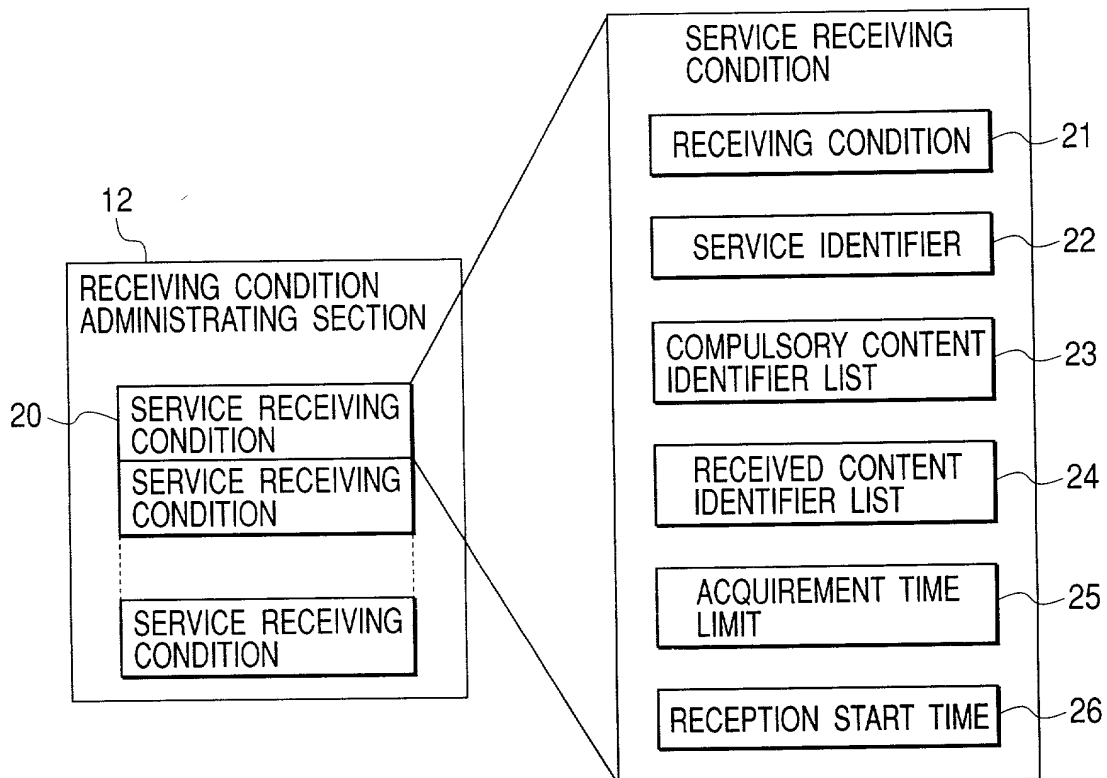 12
RECEIVING CONDITION
ADMINISTRATING SECTION
20
SERVICE RECEIVING
CONDITION
SERVICE RECEIVING
CONDITION
SERVICE RECEIVING
CONDITION
SERVICE RECEIVING
CONDITION
RECEIVING CONDITION
21
SERVICE IDENTIFIER
22
COMPULSORY CONTENT
IDENTIFIER LIST
23
RECEIVED CONTENT
IDENTIFIER LIST
24
ACQUIREMENT TIME
LIMIT
25
RECEPTION START TIME
26